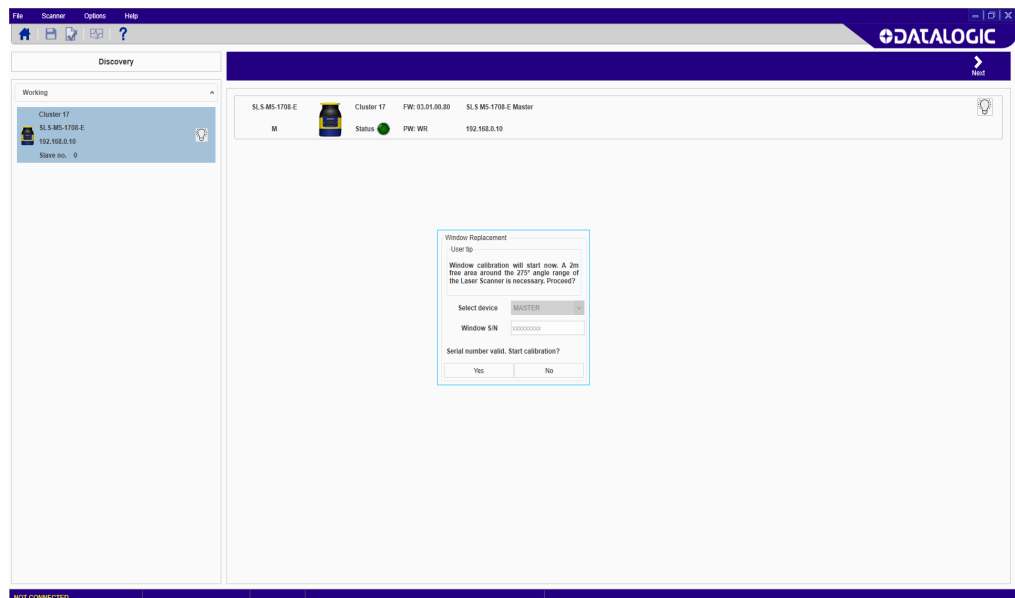 File Scanner Options Help
?
DATALOGIC
Discovery
Next
Working
Cluster 17
SLS-M5-1708-E
192.168.0.10
Slave no. 0
SLS-M5-1708-E Cluster 17 FW: 03.01.00.80 SLS M5-1708-E Master
M Status PW: WR 192.168.0.10
Window Replacement
User tip
Window calibration will start now. A 2m
free area around the 275° angle range of
the Laser Scanner is necessary. Proceed?
Select device MASTER
Window S/N xxxxxxxxx
Serial number valid. Start calibration?
Yes No
NOT CONNECTED